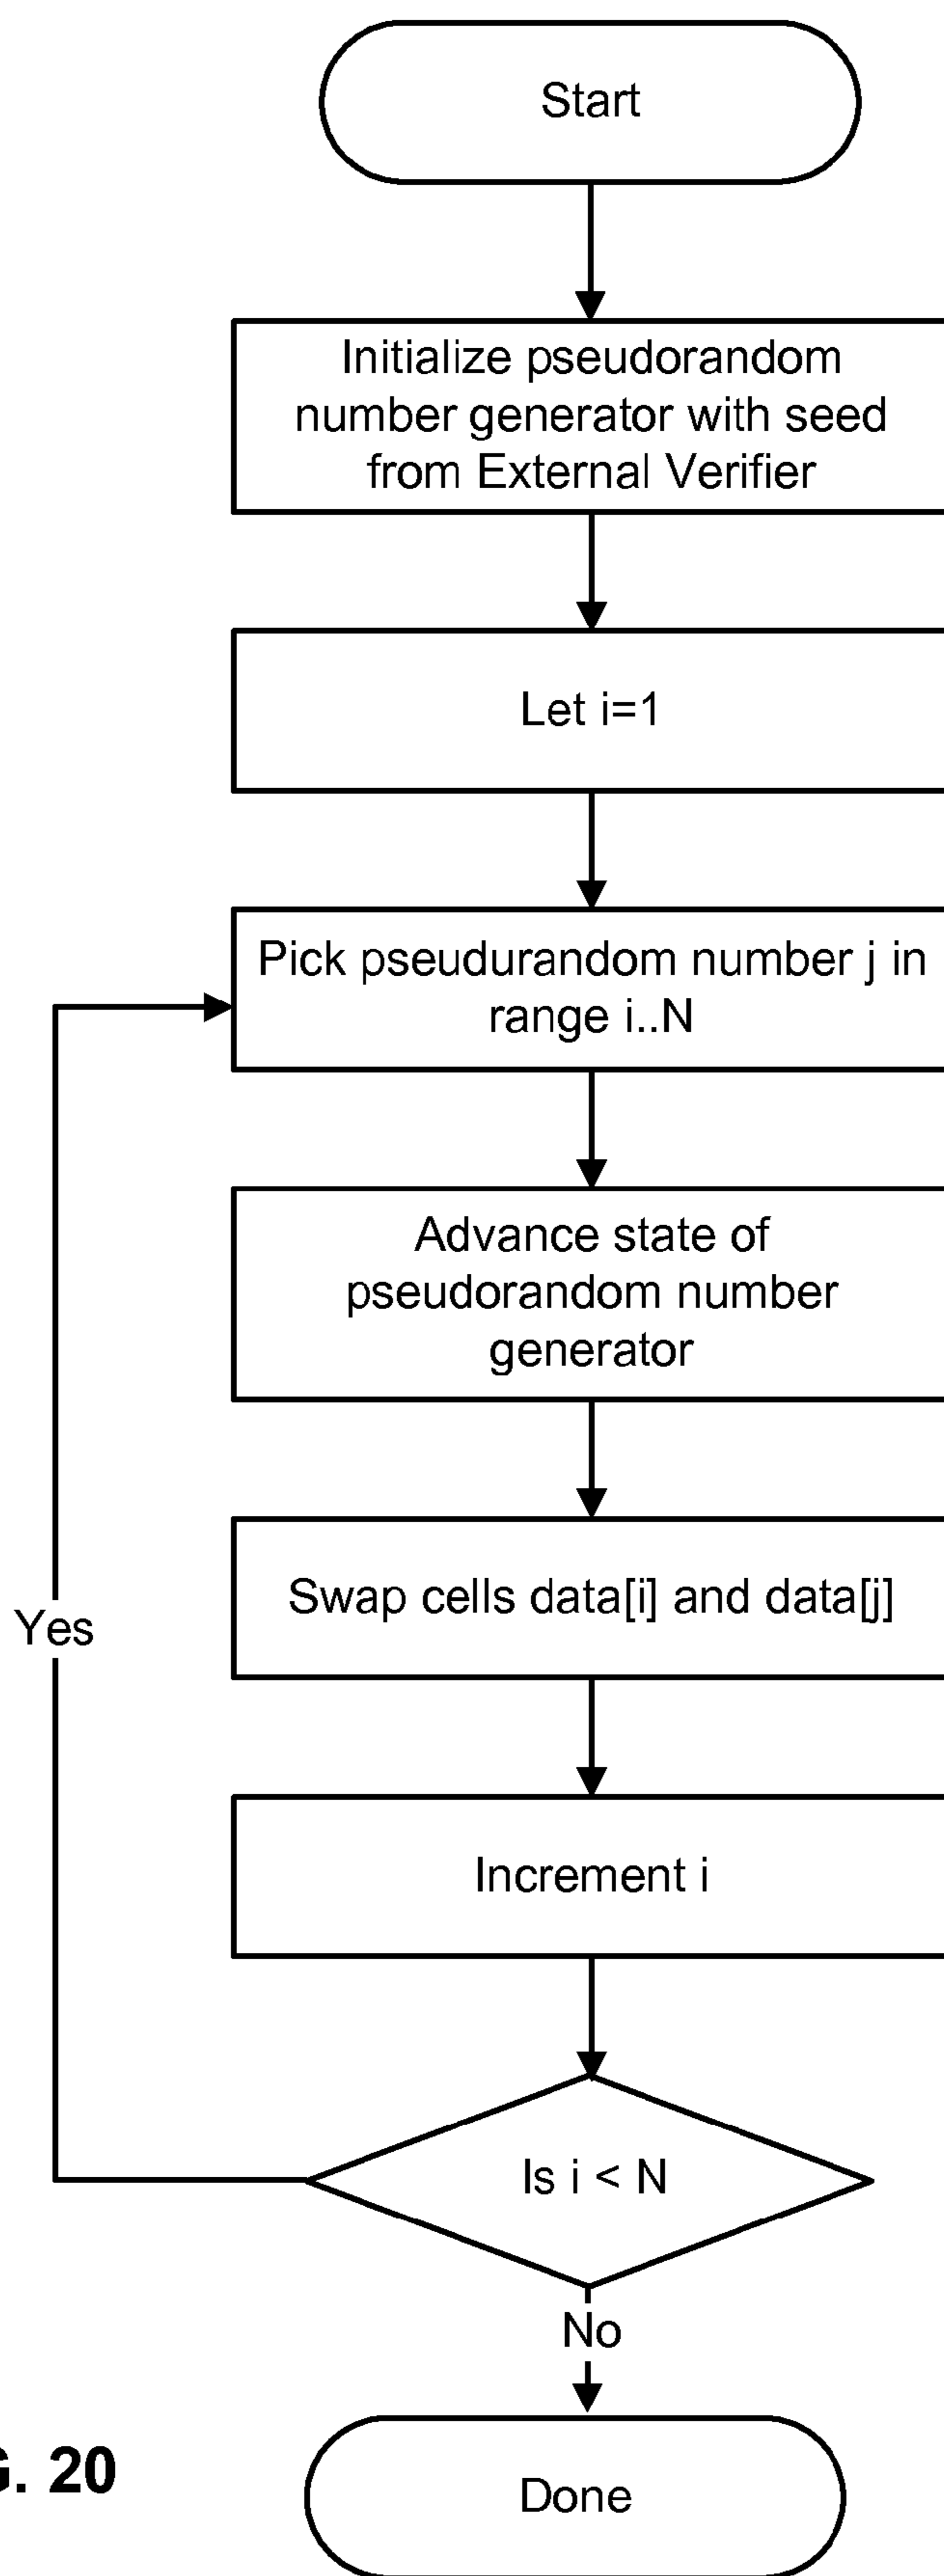 Start
Initialize pseudorandom
number generator with seed
from External Verifier
Let i=1
Pick pseudurandom number j in
range i..N
Advance state of
pseudorandom number
generator
Swap cells data[i] and data[j]
Yes
Increment i
Is i < N
No
Done
G. 20